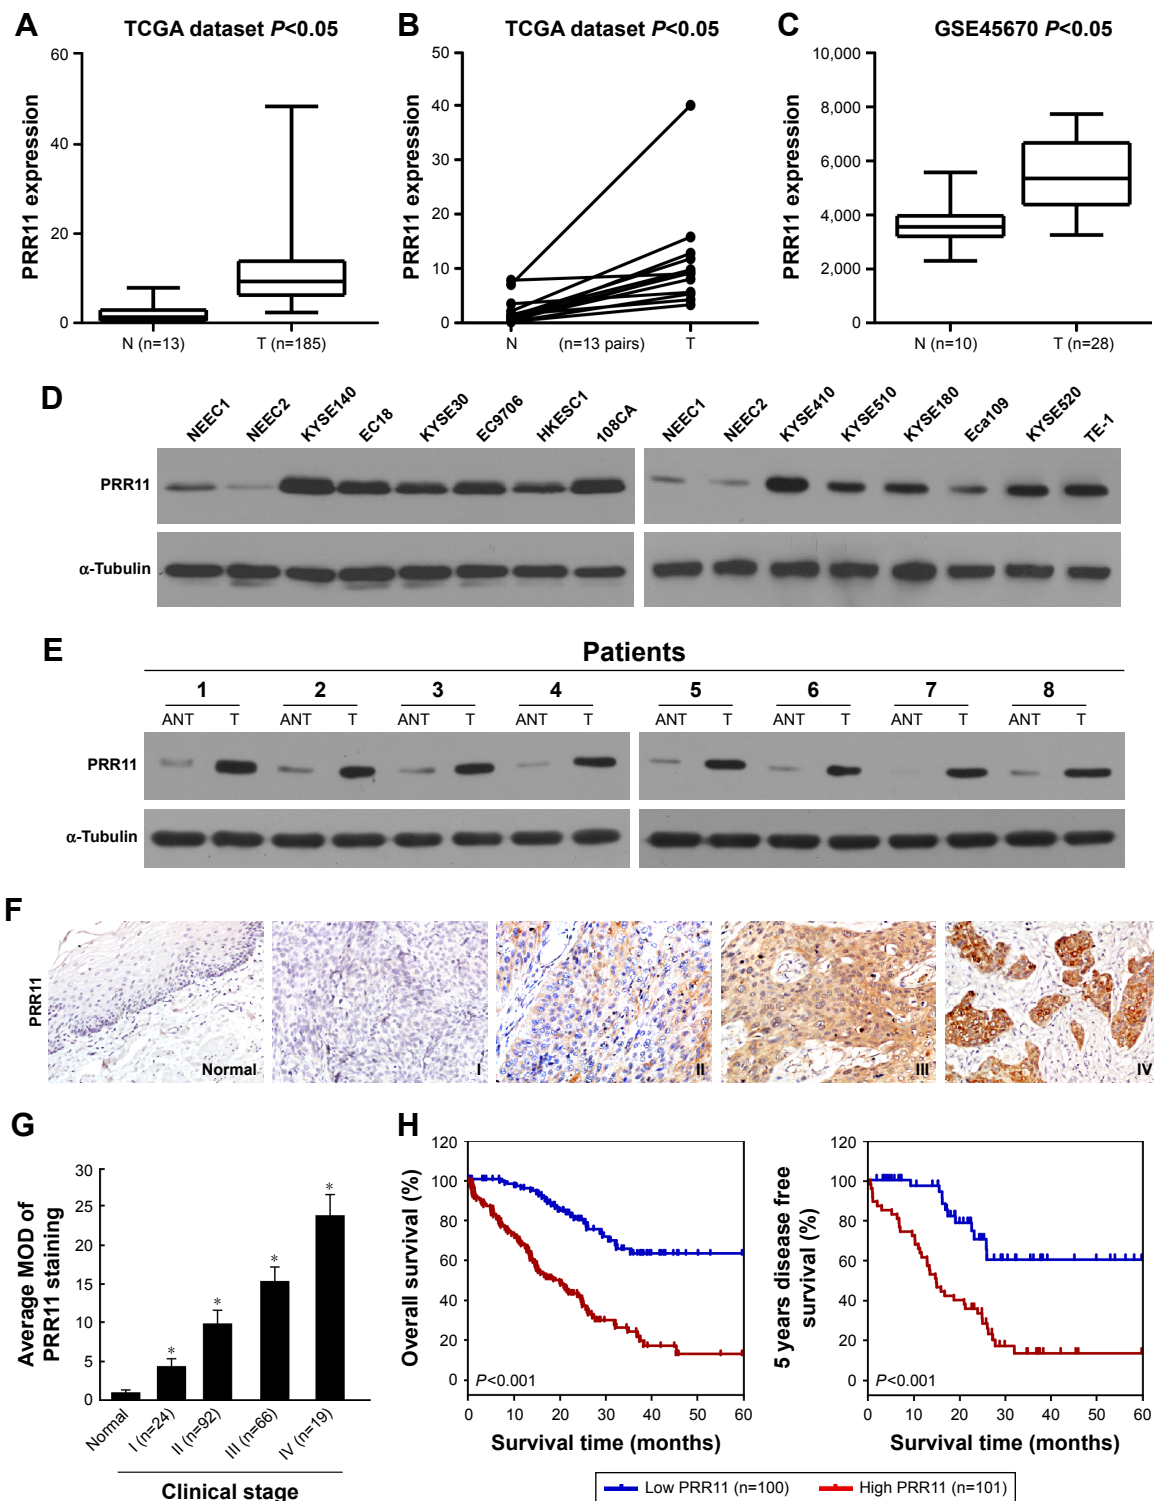 A
TCGA dataset P<0.05
PRR11 expression
60
40
20
0
N (n=13)
T (n=185)
B
TCGA dataset P<0.05
PRR11 expression
50
40
30
20
10
0
N
(n=13 pairs)
T
C
GSE45670 P<0.05
PRR11 expression
10,000
8,000
6,000
4,000
2,000
0
N (n=10)
T (n=28)
D
NEEC1
NEEC2
KYSE140
EC18
KYSE30
EC9706
HKESC1
108CA
NEEC1
NEEC2
KYSE410
KYSE510
KYSE180
Eca109
KYSE520
TE-1
PRR11
α-Tubulin
E
Patients
1 2 3 4 5 6 7 8
ANT T ANT T ANT T ANT T ANT T ANT T ANT T ANT T
PRR11
α-Tubulin
F
PRR11
Normal
I
II
III
IV
G
Average MOD of
PRR11 staining
30
25
20
15
10
5
0
* * * *
Normal
I (n=24)
II (n=92)
III (n=66)
IV (n=19)
Clinical stage
H
Overall survival (%)
120
100
80
60
40
20
0
P<0.001
0 10 20 30 40 50 60
Survival time (months)
5 years disease free
survival (%)
120
100
80
60
40
20
0
P<0.001
0 10 20 30 40 50 60
Survival time (months)
Low PRR11 (n=100)
High PRR11 (n=101)